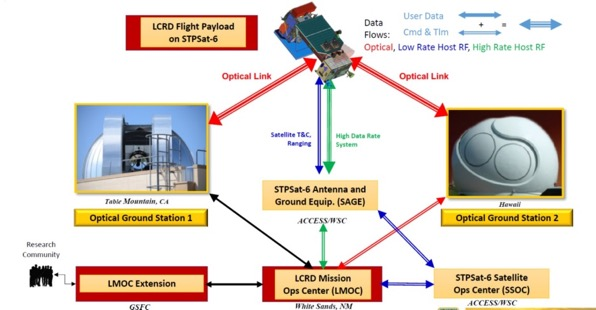 LCRD Flight Payload
on STPSat-6
Data
Flows:
User Data
Cmd & Tlm
+
=
Optical, Low Rate Host RF, High Rate Host RF
Optical Link
Optical Link
Satellite T&C,
Ranging
High Data Rate
System
Table Mountain, CA
Optical Ground Station 1
STPSat-6 Antenna and
Ground Equip. (SAGE)
ACCESS/WSC
Hawaii
Optical Ground Station 2
Research
Community
LMOC Extension
GSFC
LCRD Mission
Ops Center (LMOC)
White Sands, NM
STPSat-6 Satellite
Ops Center (SSOC)
ACCESS/WSC